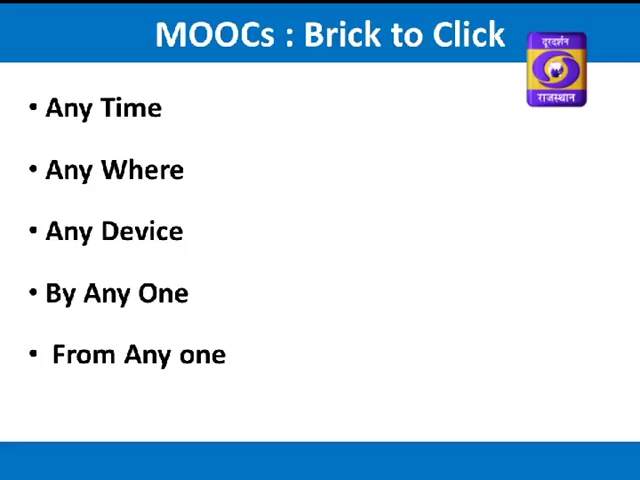 MOOCs : Brick to Click
दूरदर्शन
राजस्थान
• Any Time
• Any Where
• Any Device
• By Any One
• From Any one